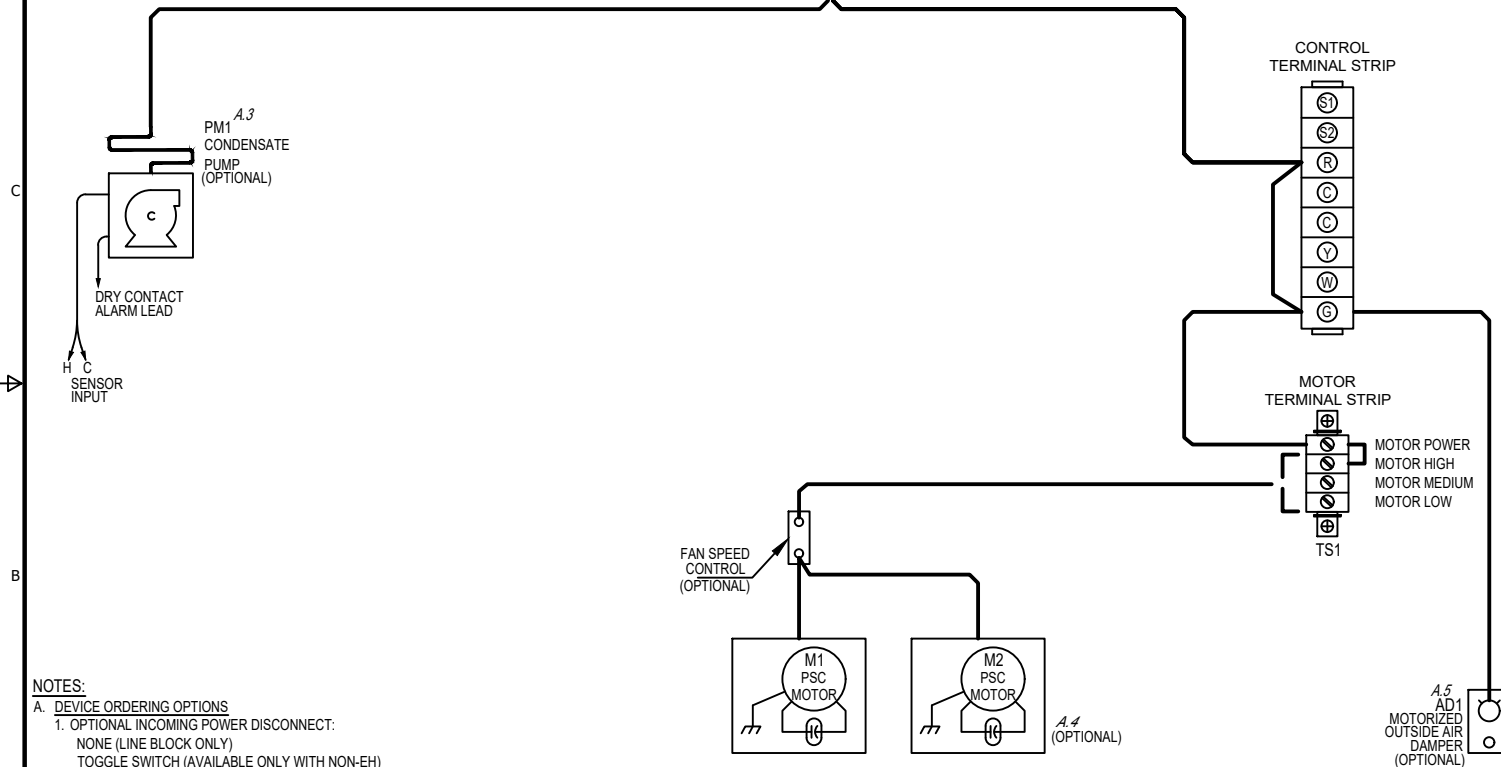 CONTROL
TERMINAL STRIP
S1
S2
R
C
C
Y
W
G
A.3
PM1
CONDENSATE
PUMP
(OPTIONAL)
C
C
DRY CONTACT
ALARM LEAD
H C
SENSOR
INPUT
MOTOR
TERMINAL STRIP
MOTOR POWER
MOTOR HIGH
MOTOR MEDIUM
MOTOR LOW
TS1
FAN SPEED
CONTROL
(OPTIONAL)
B
M1
PSC
MOTOR
M2
PSC
MOTOR
A.4
(OPTIONAL)
A.5
AD1
MOTORIZED
OUTSIDE AIR
DAMPER
(OPTIONAL)
NOTES:
A. DEVICE ORDERING OPTIONS
1. OPTIONAL INCOMING POWER DISCONNECT:
NONE (LINE BLOCK ONLY)
TOGGLE SWITCH (AVAILABLE ONLY WITH NON-EH)